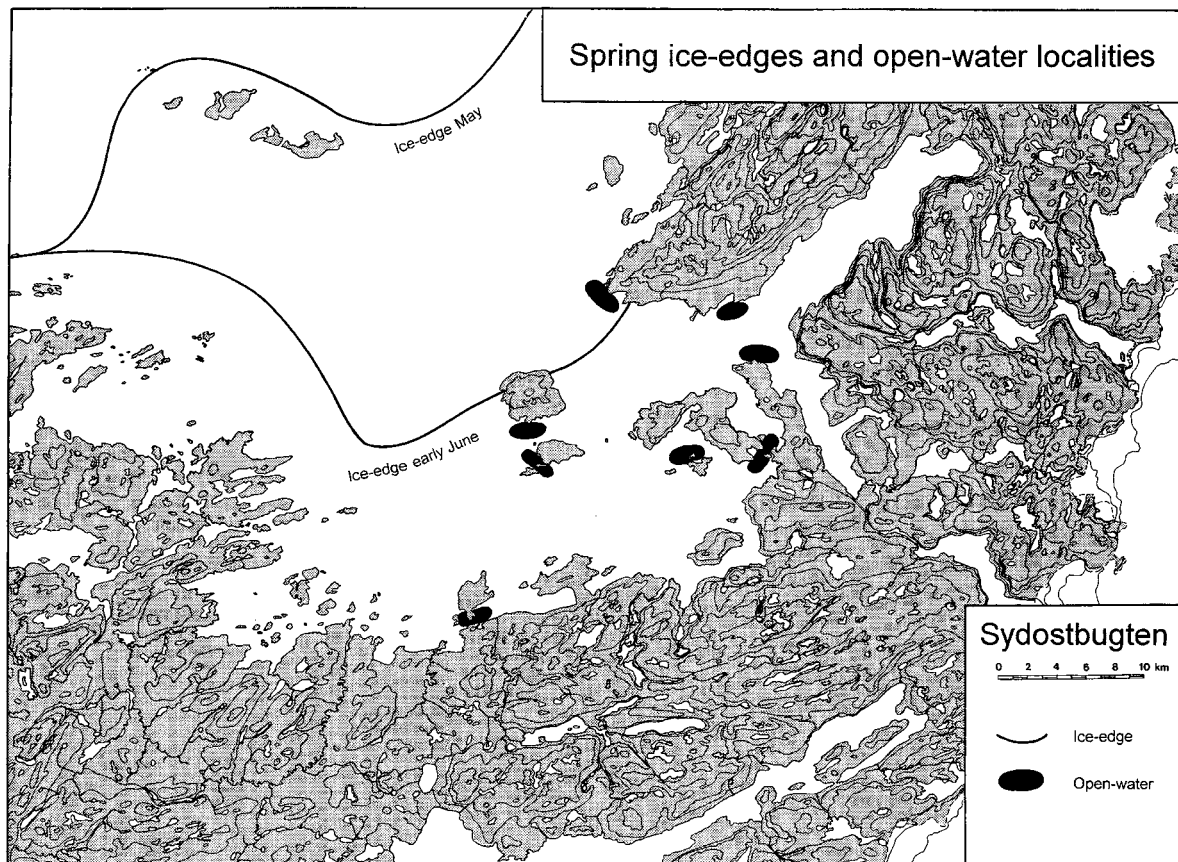 Spring ice-edges and open-water localities
Ice-edge May
Ice-edge early June
Sydostbugten
0 2 4 6 8 10 km
Ice-edge
Open-water